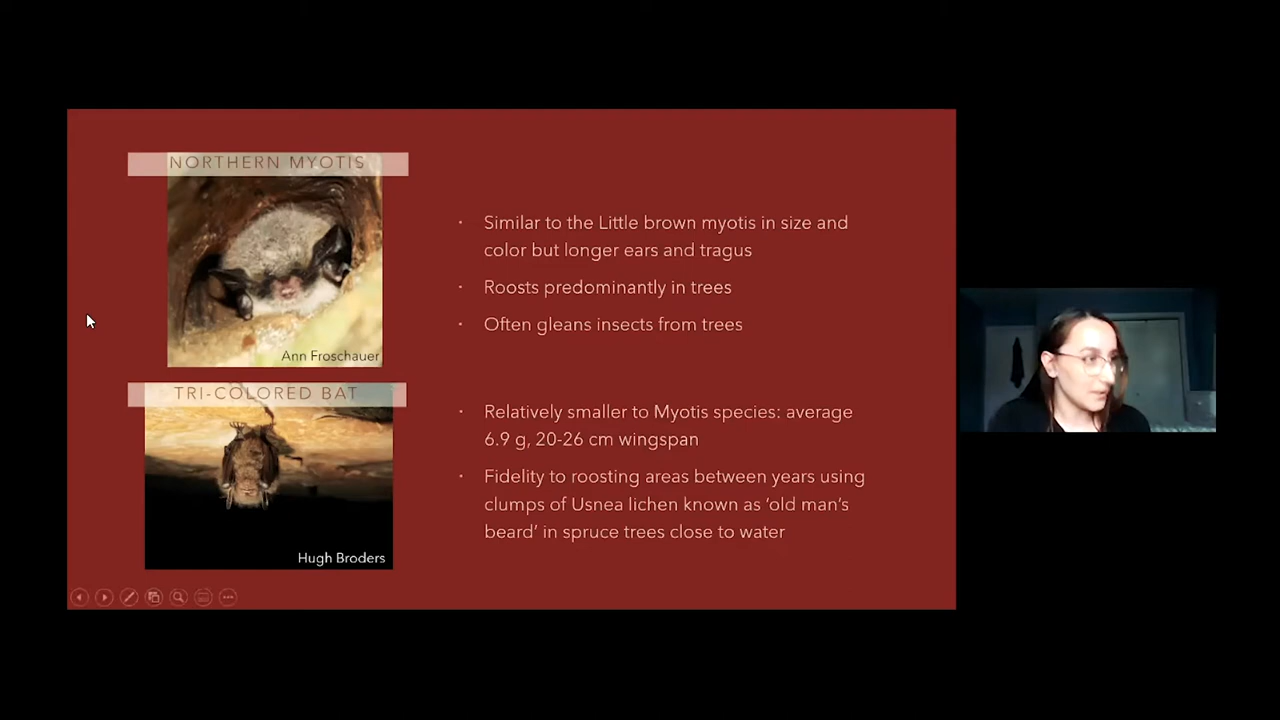 NORTHERN MYOTIS
Ann Froschauer
· Similar to the Little brown myotis in size and
color but longer ears and tragus
· Roosts predominantly in trees
· Often gleans insects from trees
TRI-COLORED BAT
Hugh Broders
· Relatively smaller to Myotis species: average
6.9 g, 20-26 cm wingspan
· Fidelity to roosting areas between years using
clumps of Usnea lichen known as ‘old man’s
beard’ in spruce trees close to water